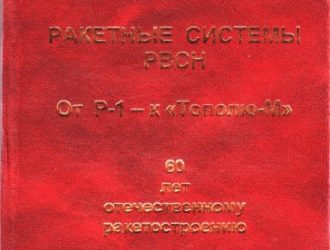 РАКЕТНЫЕ СИСТЕМЫ
РВСН
От Р-1 – к «Тополю-М»
60
лет
отечественному
ракетостроению